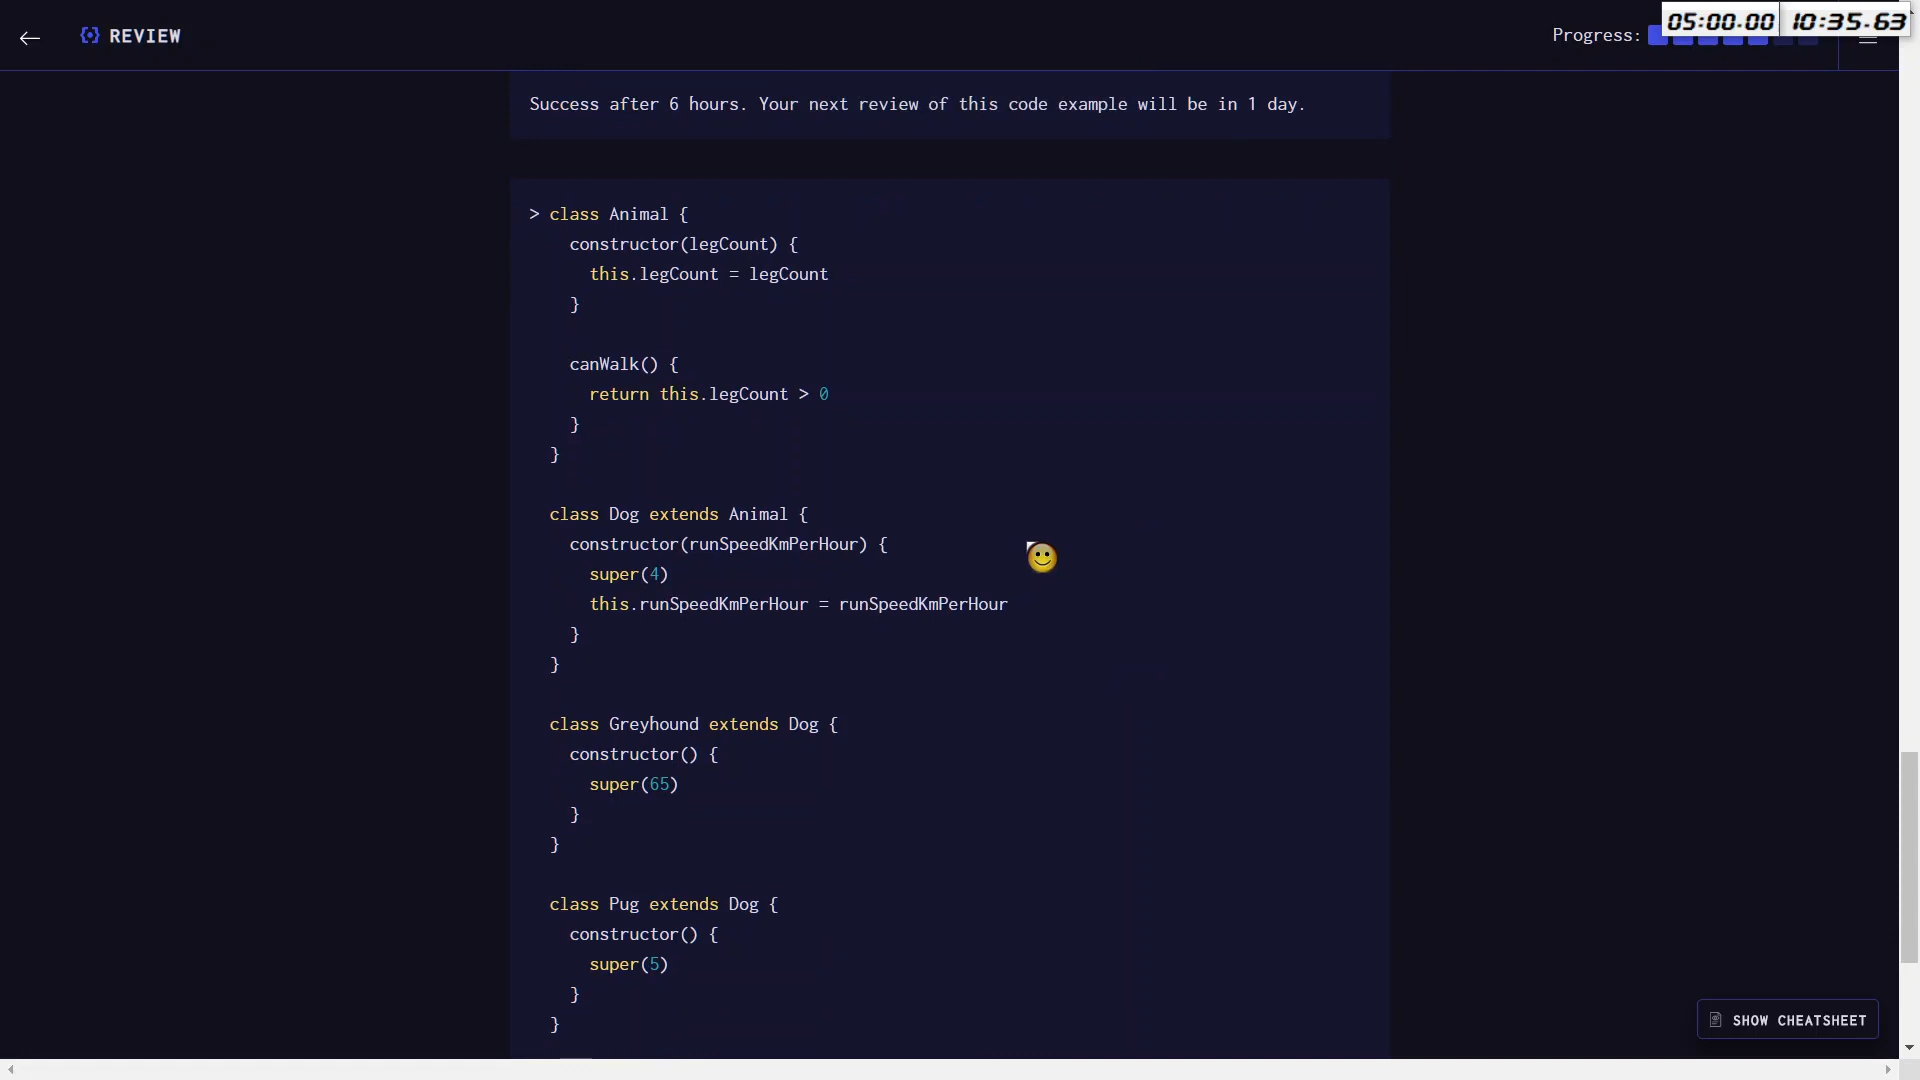 REVIEW
Progress:
05:00.00 10:35.63
Success after 6 hours. Your next review of this code example will be in 1 day.
> class Animal {
constructor(legCount) {
this.legCount = legCount
}
canWalk() {
return this.legCount > 0
}
}
class Dog extends Animal {
constructor(runSpeedKmPerHour) {
super(4)
this.runSpeedKmPerHour = runSpeedKmPerHour
}
}
class Greyhound extends Dog {
constructor() {
super(65)
}
}
class Pug extends Dog {
constructor() {
super(5)
}
}
SHOW CHEATSHEET